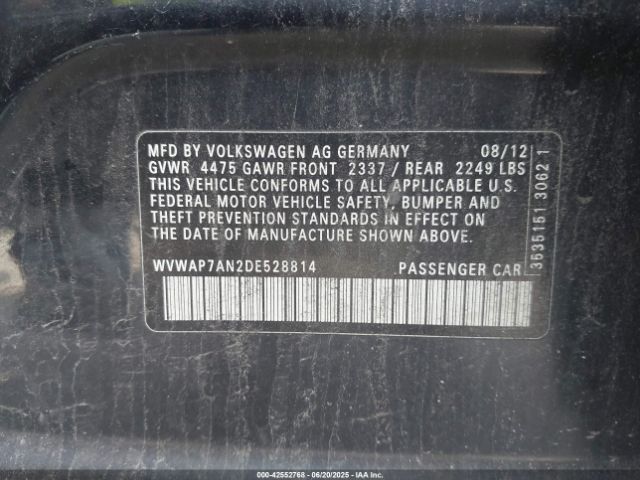 MFD BY VOLKSWAGEN AG GERMANY 08/12
GVWR 4475 GAWR FRONT 2337 / REAR 2249 LBS
THIS VEHICLE CONFORMS TO ALL APPLICABLE U.S.
FEDERAL MOTOR VEHICLE SAFETY, BUMPER AND
THEFT PREVENTION STANDARDS IN EFFECT ON
THE DATE OF MANUFACTURE SHOWN ABOVE.
WVWAP7AN2DE528814 PASSENGER CAR
3535151 3062 1
000-42552768 - 06/20/2025 - IAA Inc.